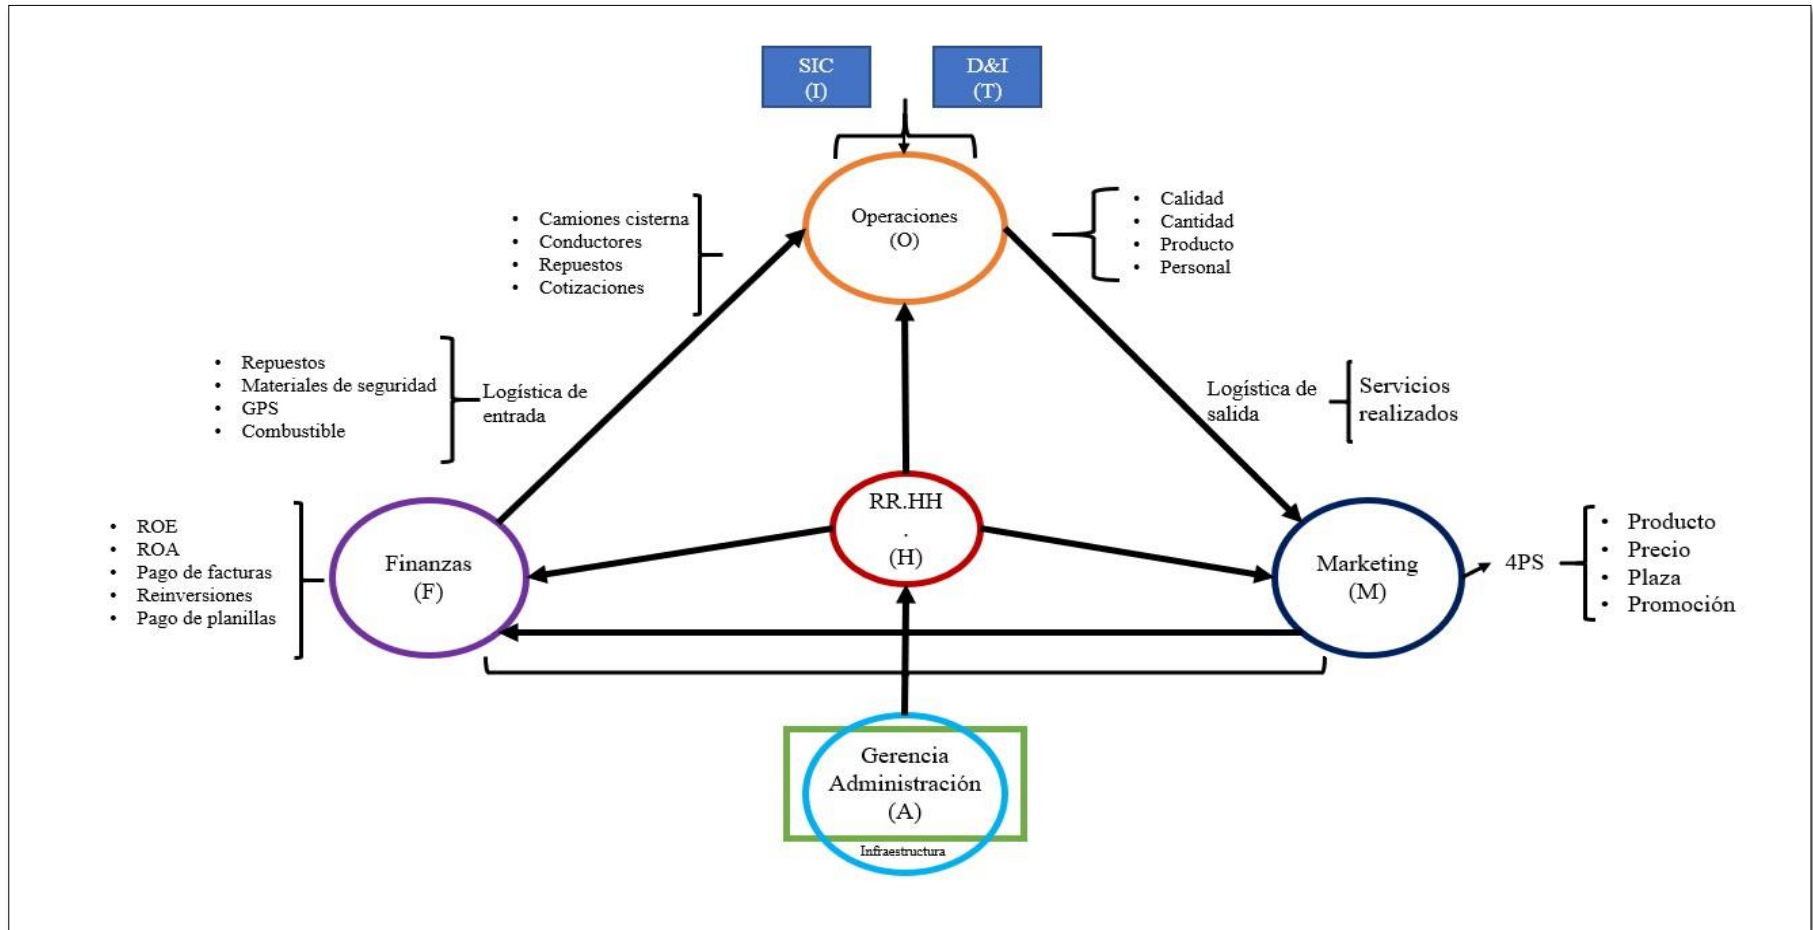 SIC
(I)
D&I
(T)
Operaciones
(O)
• Camiones cisterna
• Conductores
• Repuestos
• Cotizaciones
• Calidad
• Cantidad
• Producto
• Personal
• Repuestos
• Materiales de seguridad
• GPS
• Combustible
Logística de
entrada
Logística de
salida
Servicios
realizados
• ROE
• ROA
• Pago de facturas
• Reinversiones
• Pago de planillas
Finanzas
(F)
RR.HH
.
(H)
Marketing
(M)
4PS
• Producto
• Precio
• Plaza
• Promoción
Gerencia
Administración
(A)
Infraestructura